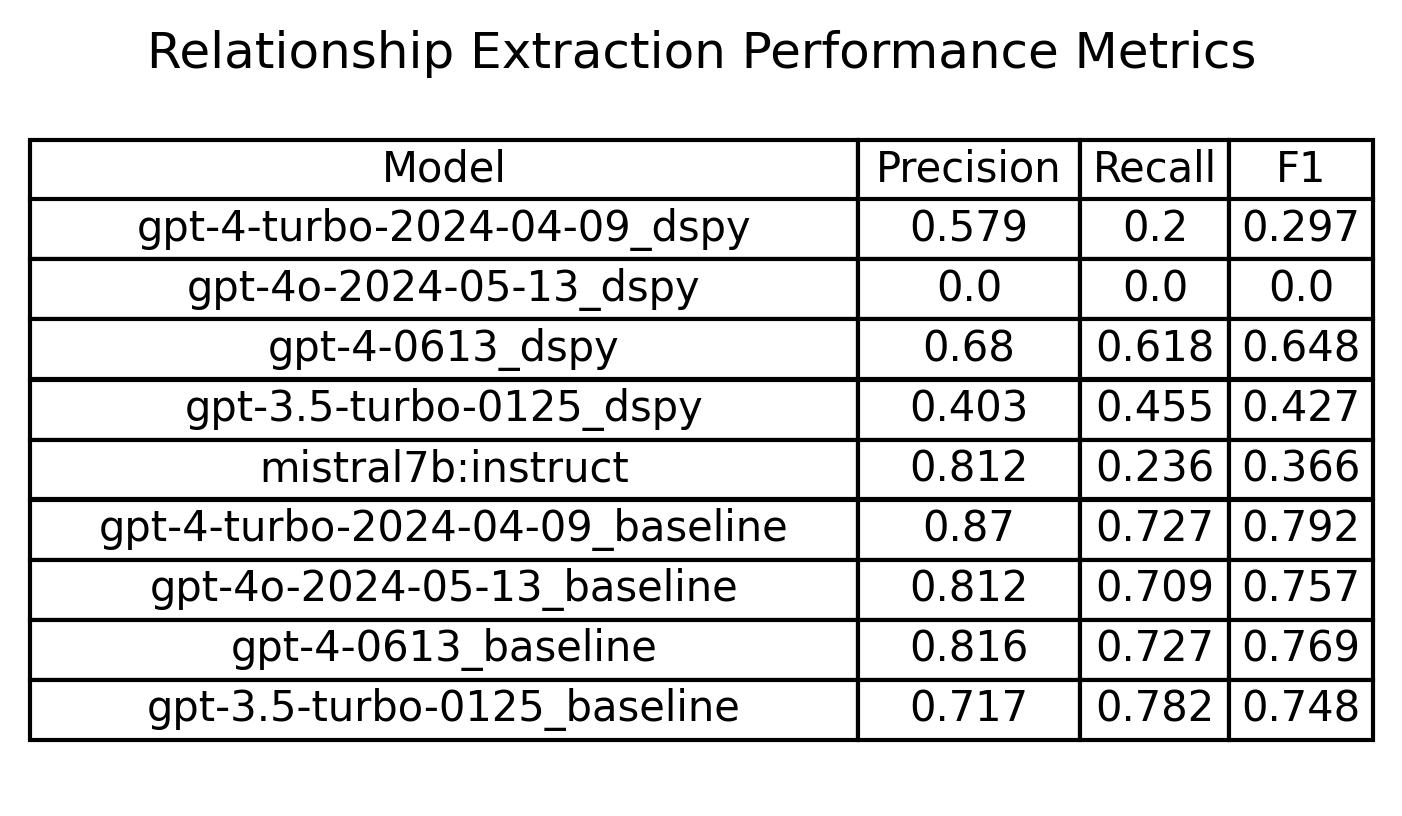 Relationship Extraction Performance Metrics
Model Precision Recall F1
gpt-4-turbo-2024-04-09_dspy 0.579 0.2 0.297
gpt-4o-2024-05-13_dspy 0.0 0.0 0.0
gpt-4-0613_dspy 0.68 0.618 0.648
gpt-3.5-turbo-0125_dspy 0.403 0.455 0.427
mistral7b:instruct 0.812 0.236 0.366
gpt-4-turbo-2024-04-09_baseline 0.87 0.727 0.792
gpt-4o-2024-05-13_baseline 0.812 0.709 0.757
gpt-4-0613_baseline 0.816 0.727 0.769
gpt-3.5-turbo-0125_baseline 0.717 0.782 0.748